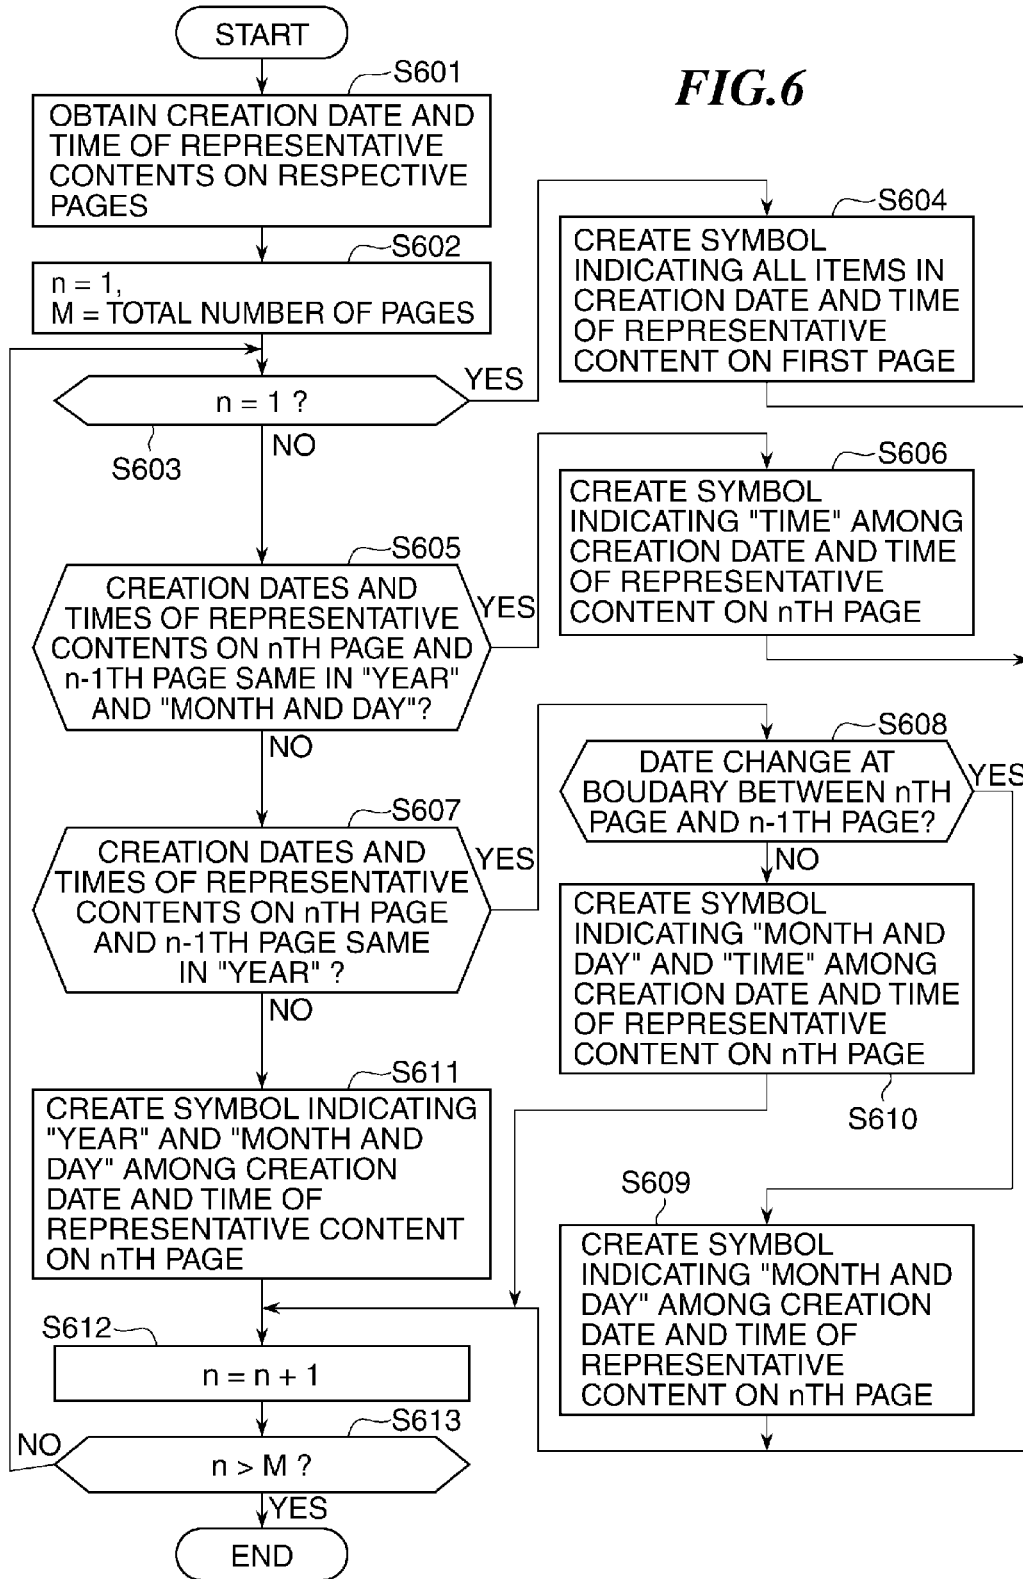 START
FIG.6
S601
OBTAIN CREATION DATE AND
TIME OF REPRESENTATIVE
CONTENTS ON RESPECTIVE
PAGES
S602
n = 1,
M = TOTAL NUMBER OF PAGES
n = 1 ?
YES
NO
S603
S604
CREATE SYMBOL
INDICATING ALL ITEMS IN
CREATION DATE AND TIME
OF REPRESENTATIVE
CONTENT ON FIRST PAGE
S605
CREATION DATES AND
TIMES OF REPRESENTATIVE
CONTENTS ON nTH PAGE AND
n-1TH PAGE SAME IN "YEAR"
AND "MONTH AND DAY"?
YES
NO
S606
CREATE SYMBOL
INDICATING "TIME" AMONG
CREATION DATE AND TIME
OF REPRESENTATIVE
CONTENT ON nTH PAGE
S607
CREATION DATES AND
TIMES OF REPRESENTATIVE
CONTENTS ON nTH PAGE
AND n-1TH PAGE SAME
IN "YEAR" ?
YES
NO
S608
DATE CHANGE AT
BOUDARY BETWEEN nTH
PAGE AND n-1TH PAGE?
YES
NO
CREATE SYMBOL
INDICATING "MONTH AND
DAY" AND "TIME" AMONG
CREATION DATE AND TIME
OF REPRESENTATIVE
CONTENT ON nTH PAGE
S610
S611
CREATE SYMBOL INDICATING
"YEAR" AND "MONTH AND
DAY" AMONG CREATION
DATE AND TIME OF
REPRESENTATIVE CONTENT
ON nTH PAGE
S609
CREATE SYMBOL
INDICATING "MONTH AND
DAY" AMONG CREATION
DATE AND TIME OF
REPRESENTATIVE
CONTENT ON nTH PAGE
S612
n = n + 1
S613
NO
n > M ?
YES
END